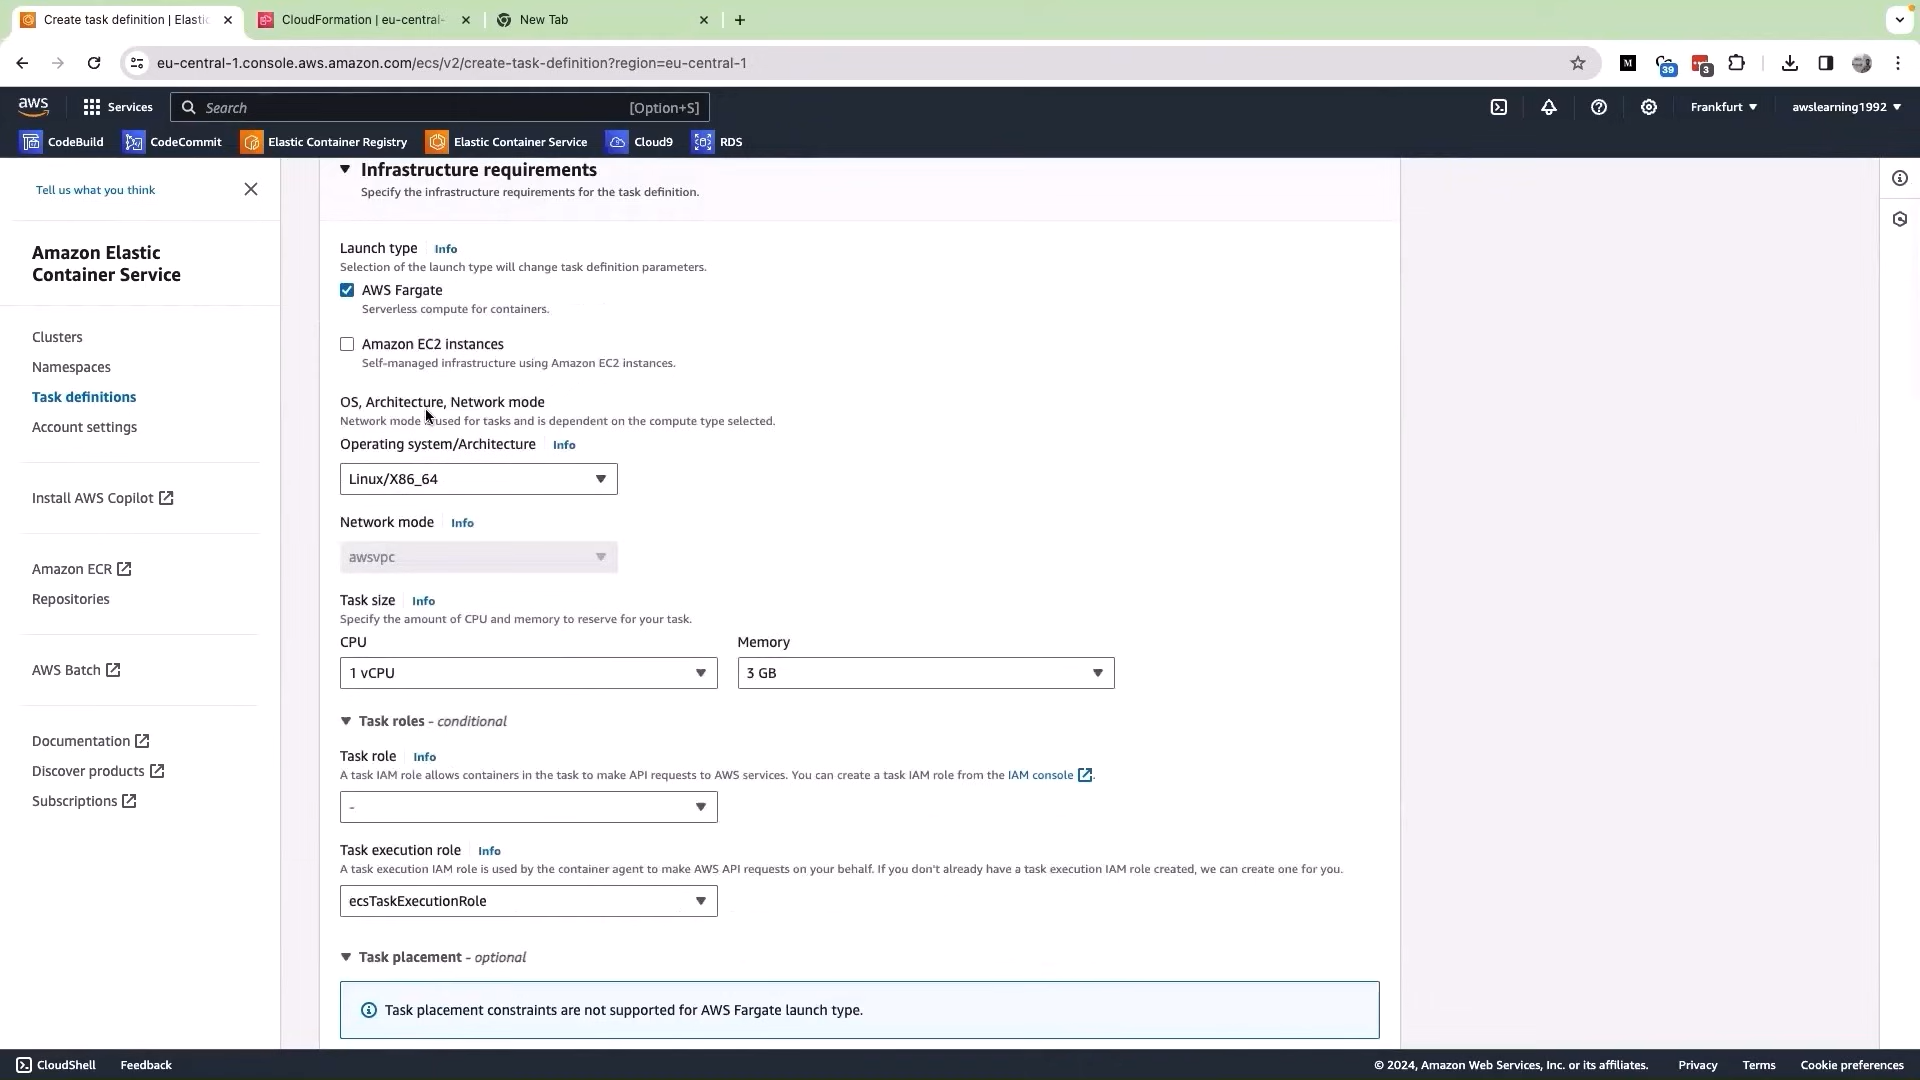 Create task definition | Elastic
CloudFormation | eu-central-
New Tab
eu-central-1.console.aws.amazon.com/ecs/v2/create-task-definition?region=eu-central-1
M
39
3
aws
Services
Search
[Option+S]
Frankfurt
awslearning1992
CodeBuild
CodeCommit
Elastic Container Registry
Elastic Container Service
Cloud9
RDS
Tell us what you think
Amazon Elastic
Container Service
Clusters
Namespaces
Task definitions
Account settings
Install AWS Copilot
Amazon ECR
Repositories
AWS Batch
Documentation
Discover products
Subscriptions
Infrastructure requirements
Specify the infrastructure requirements for the task definition.
Launch type Info
Selection of the launch type will change task definition parameters.
AWS Fargate
Serverless compute for containers.
Amazon EC2 instances
Self-managed infrastructure using Amazon EC2 instances.
OS, Architecture, Network mode
Network mode used for tasks and is dependent on the compute type selected.
Operating system/Architecture Info
Linux/X86_64
Network mode Info
awsvpc
Task size Info
Specify the amount of CPU and memory to reserve for your task.
CPU
1 vCPU
Memory
3 GB
Task roles - conditional
Task role Info
A task IAM role allows containers in the task to make API requests to AWS services. You can create a task IAM role from the IAM console.
-
Task execution role Info
A task execution IAM role is used by the container agent to make AWS API requests on your behalf. If you don't already have a task execution IAM role created, we can create one for you.
ecsTaskExecutionRole
Task placement - optional
Task placement constraints are not supported for AWS Fargate launch type.
CloudShell
Feedback
© 2024, Amazon Web Services, Inc. or its affiliates.
Privacy
Terms
Cookie preferences